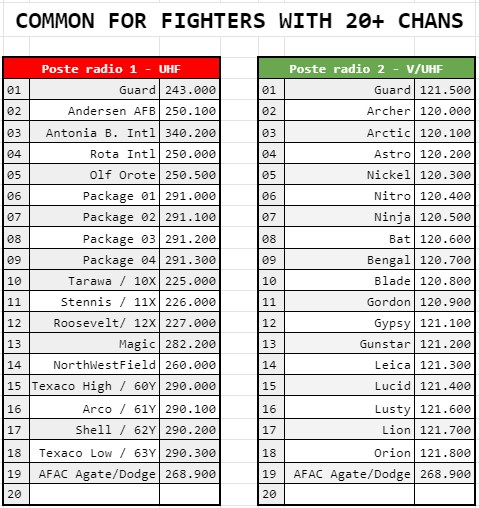 COMMON FOR FIGHTERS WITH 20+ CHANS
Poste radio 1 - UHF
01 Guard 243.000
02 Andersen AFB 250.100
03 Antonia B. Intl 340.200
04 Rota Intl 250.000
05 Olf Orote 250.500
06 Package 01 291.000
07 Package 02 291.100
08 Package 03 291.200
09 Package 04 291.300
10 Tarawa / 10X 225.000
11 Stennis / 11X 226.000
12 Roosevelt/ 12X 227.000
13 Magic 282.200
14 NorthWestField 260.000
15 Texaco High / 60Y 290.000
16 Arco / 61Y 290.100
17 Shell / 62Y 290.200
18 Texaco Low / 63Y 290.300
19 AFAC Agate/Dodge 268.900
20
Poste radio 2 - V/UHF
01 Guard 121.500
02 Archer 120.000
03 Arctic 120.100
04 Astro 120.200
05 Nickel 120.300
06 Nitro 120.400
07 Ninja 120.500
08 Bat 120.600
09 Bengal 120.700
10 Blade 120.800
11 Gordon 120.900
12 Gypsy 121.100
13 Gunstar 121.200
14 Leica 121.300
15 Lucid 121.400
16 Lusty 121.600
17 Lion 121.700
18 Orion 121.800
19 AFAC Agate/Dodge 268.900
20